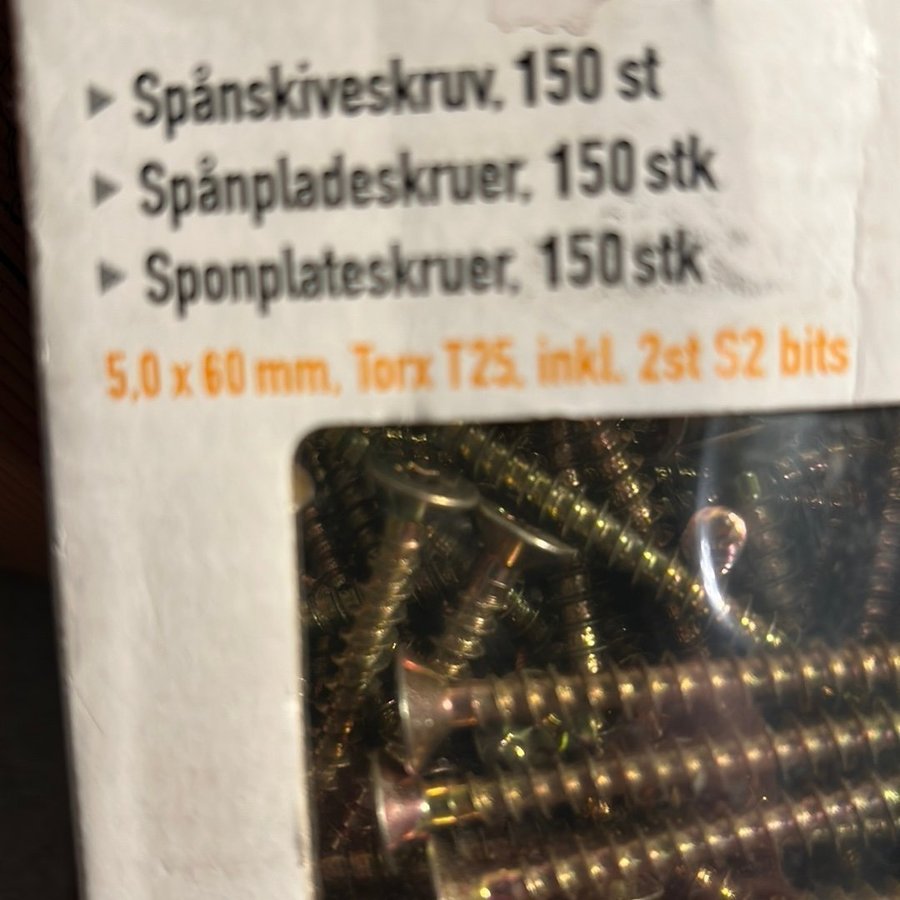 Spånskiveskruv, 150 st
Spånpladeskruer, 150 stk
Sponplateskruer, 150 stk
5,0 x 60 mm, Torx T25, inkl. 2st S2 bits